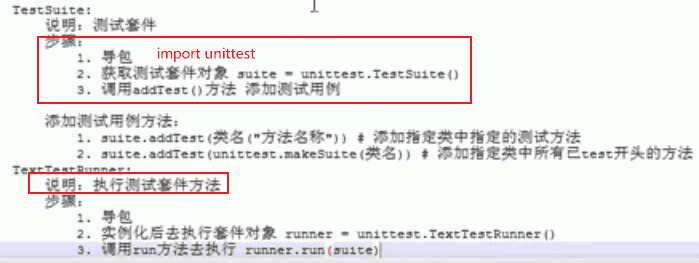 TestSuite:
说明：测试套件
步骤：
1. 导包 import unittest
2. 获取测试套件对象 suite = unittest.TestSuite()
3. 调用addTest()方法 添加测试用例
添加测试用例方法：
1. suite.addTest(类名("方法名称")) # 添加指定类中指定的测试方法
2. suite.addTest(unittest.makeSuite(类名)) # 添加指定类中所有已test开头的方法
TextTestRunner:
说明：执行测试套件方法
步骤：
1. 导包
2. 实例化后去执行套件对象 runner = unittest.TextTestRunner()
3. 调用run方法去执行 runner.run(suite)